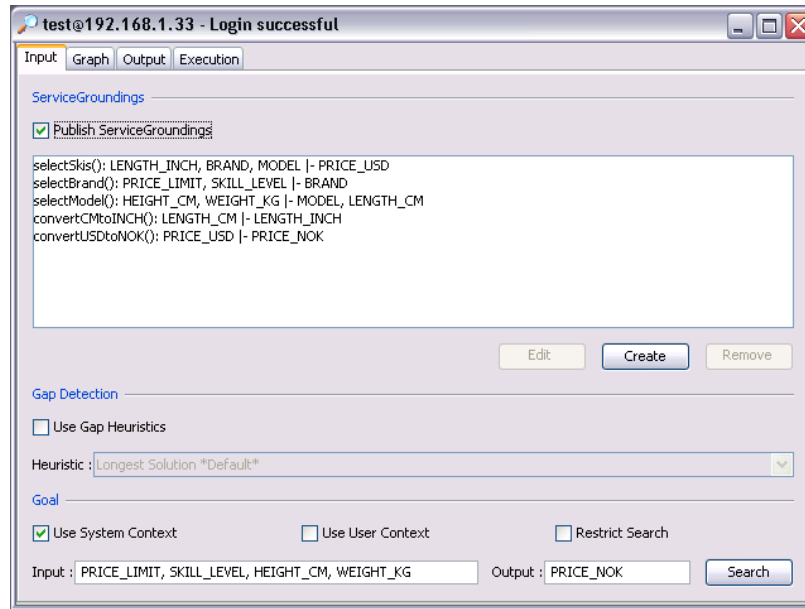 test@192.168.1.33 - Login successful
Input Graph Output Execution
ServiceGroundings
Publish ServiceGroundings
selectSkis(): LENGTH_INCH, BRAND, MODEL |- PRICE_USD
selectBrand(): PRICE_LIMIT, SKILL_LEVEL |- BRAND
selectModel(): HEIGHT_CM, WEIGHT_KG |- MODEL, LENGTH_CM
convertCMtoINCH(): LENGTH_CM |- LENGTH_INCH
convertUSDtoNOK(): PRICE_USD |- PRICE_NOK
Edit Create Remove
Gap Detection
Use Gap Heuristics
Heuristic : Longest Solution *Default*
Goal
Use System Context Use User Context Restrict Search
Input : PRICE_LIMIT, SKILL_LEVEL, HEIGHT_CM, WEIGHT_KG Output : PRICE_NOK Search